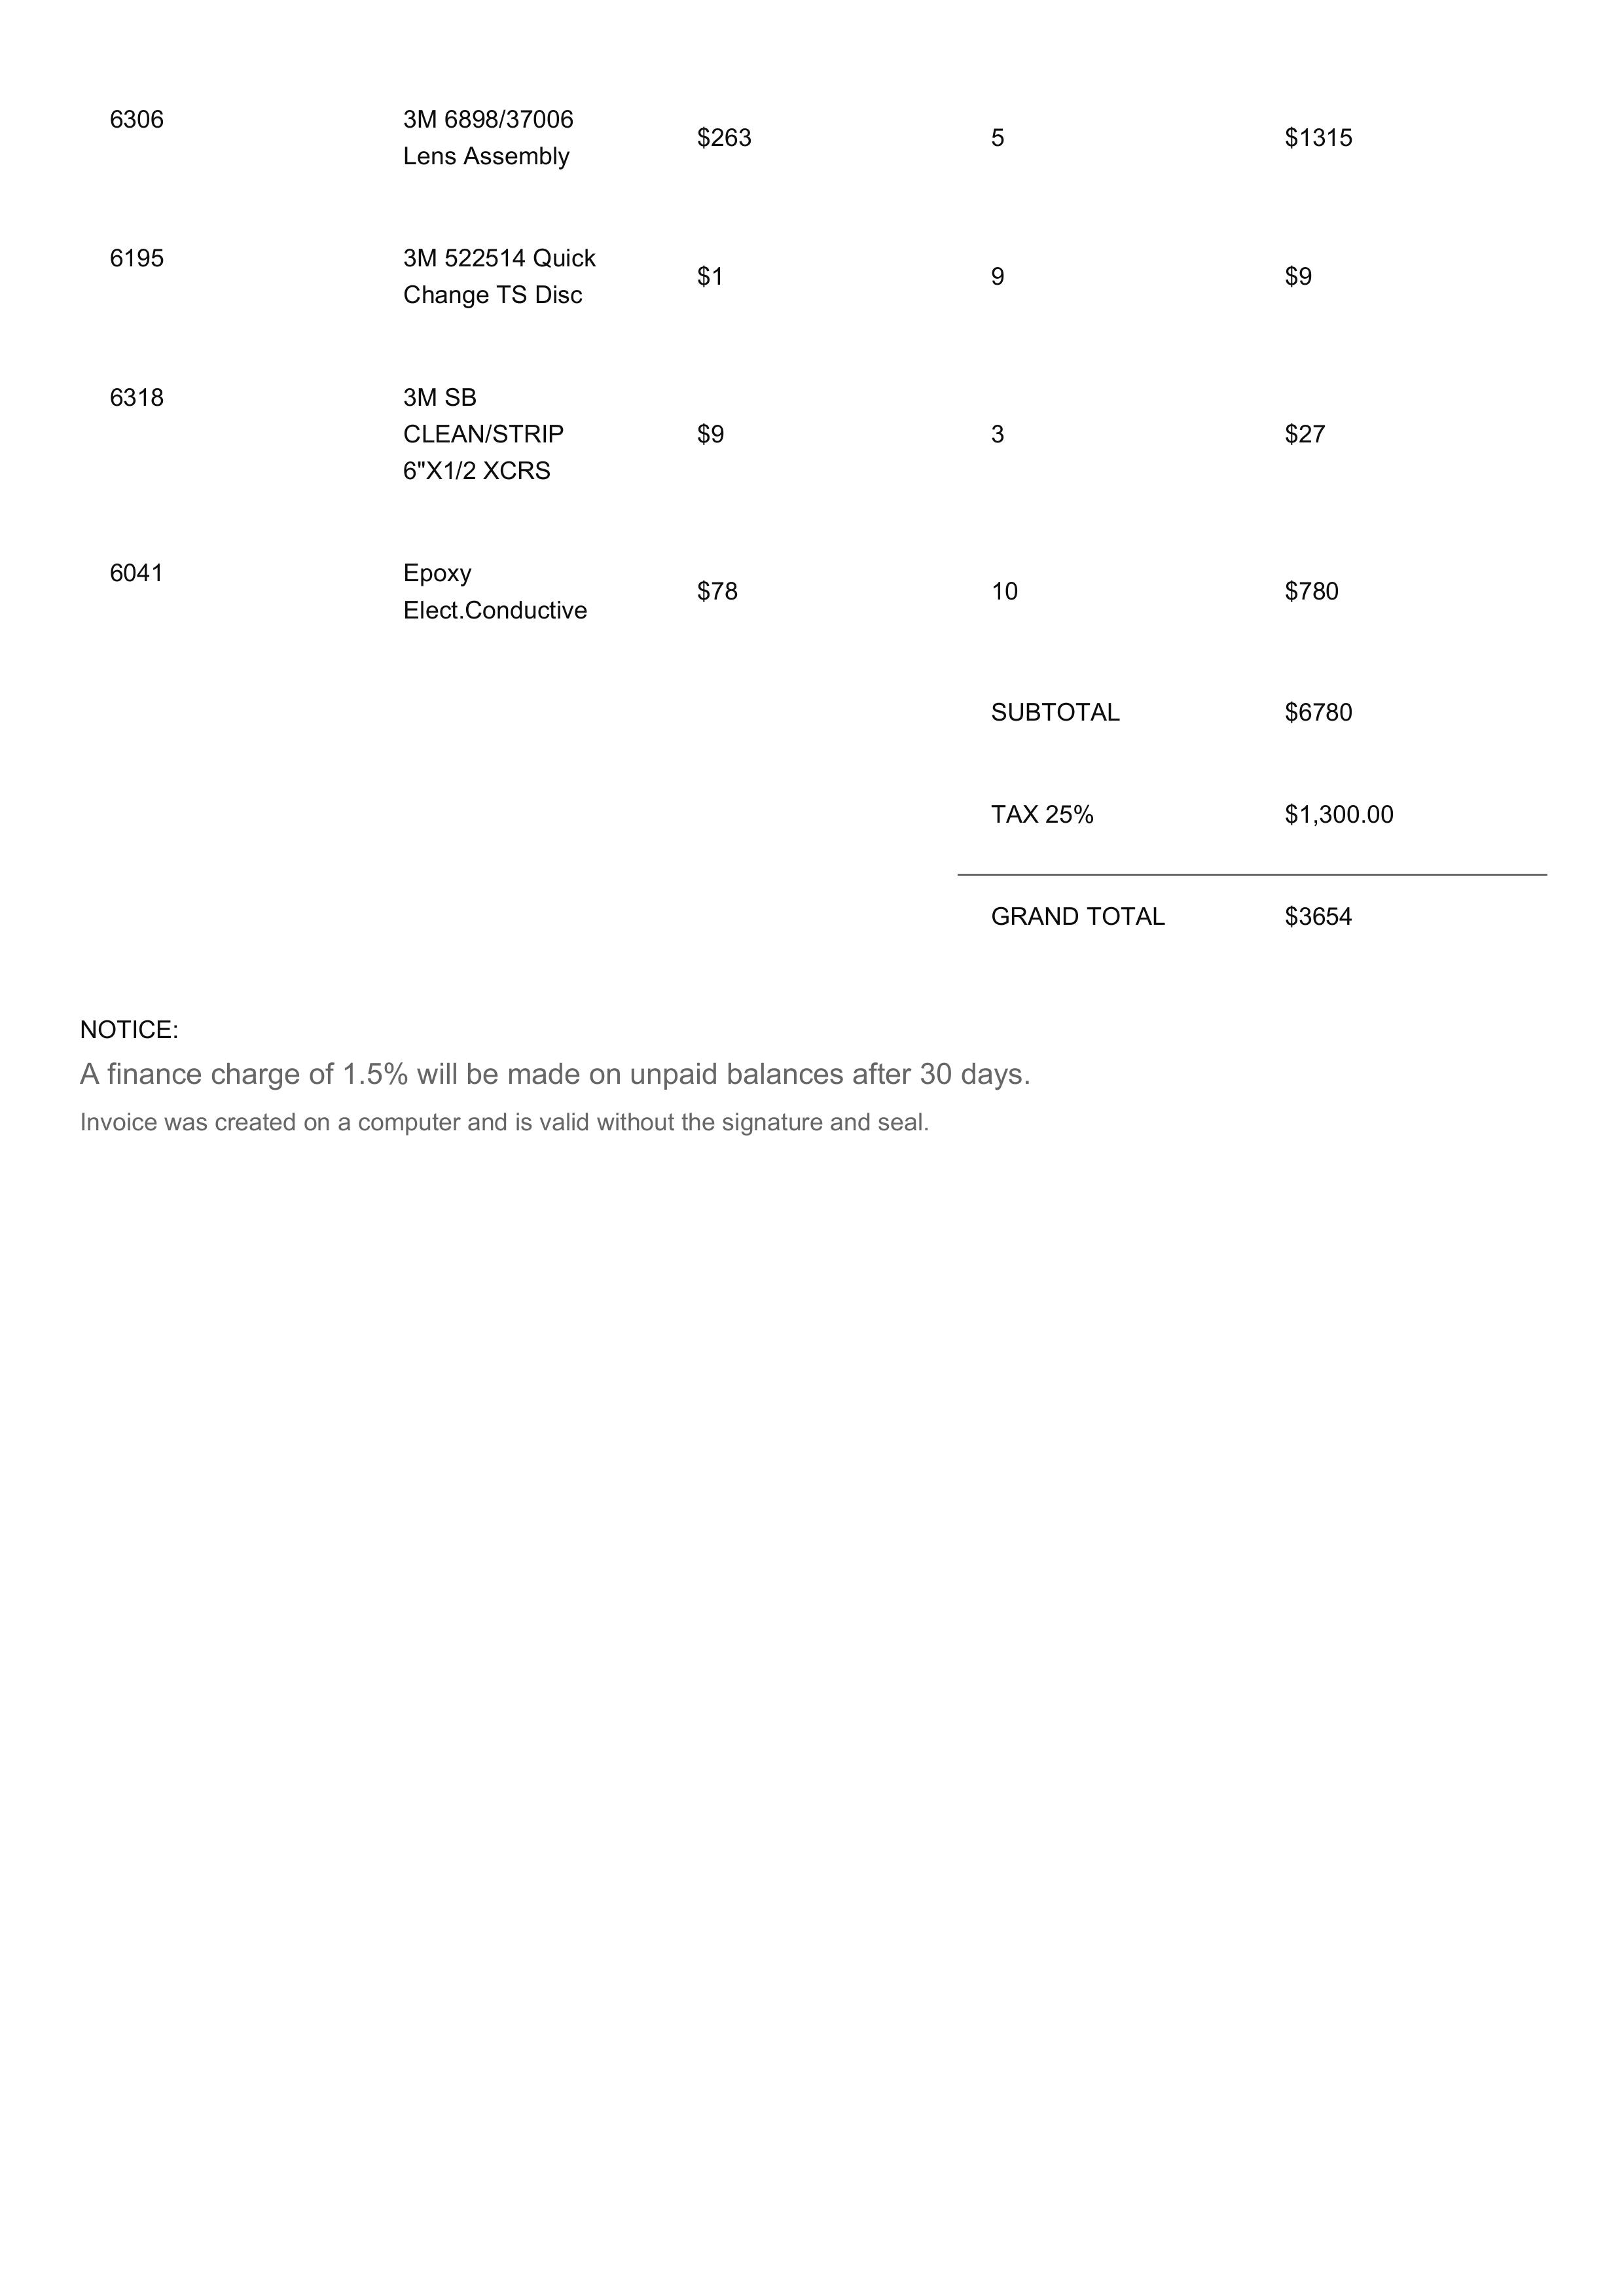 6306 3M 6898/37006 $263 5 $1315
Lens Assembly
6195 3M 522514 Quick $1 9 $9
Change TS Disc
6318 3M SB
CLEAN/STRIP $9 3 $27
6"X1/2 XCRS
6041 Epoxy $78 10 $780
Elect.Conductive
SUBTOTAL $6780
TAX 25% $1,300.00
GRAND TOTAL $3654
NOTICE:
A finance charge of 1.5% will be made on unpaid balances after 30 days.
Invoice was created on a computer and is valid without the signature and seal.